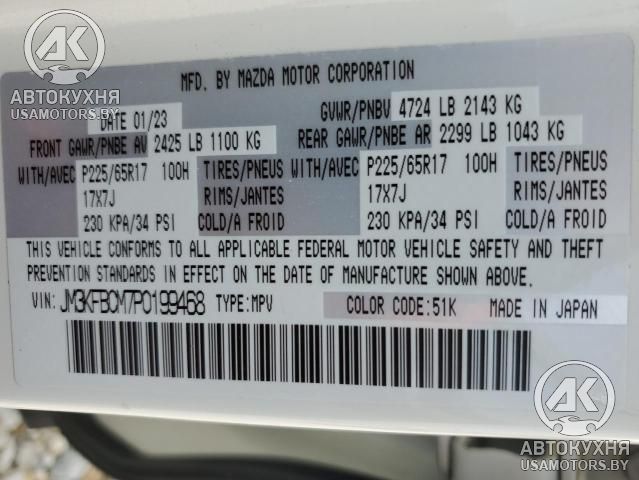 AK
АВТОКУХНЯ
USAMOTORS.BY
MFD. BY MAZDA MOTOR CORPORATION
DATE 01/23
GVWR/PNBV 4724 LB 2143 KG
FRONT GAWR/PNBE AV 2425 LB 1100 KG
REAR GAWR/PNBE AR 2299 LB 1043 KG
WITH/AVEC P225/65R17 100H TIRES/PNEUS
17X7J RIMS/JANTES
230 KPA/34 PSI COLD/A FROID
WITH/AVEC P225/65R17 100H TIRES/PNEUS
17X7J RIMS/JANTES
230 KPA/34 PSI COLD/A FROID
THIS VEHICLE CONFORMS TO ALL APPLICABLE FEDERAL MOTOR VEHICLE SAFETY AND THEFT
PREVENTION STANDARDS IN EFFECT ON THE DATE OF MANUFACTURE SHOWN ABOVE.
VIN: JM3KFBCM7P0199468 TYPE:MPV
COLOR CODE:51K
MADE IN JAPAN
AK
АВТОКУХНЯ
USAMOTORS.BY